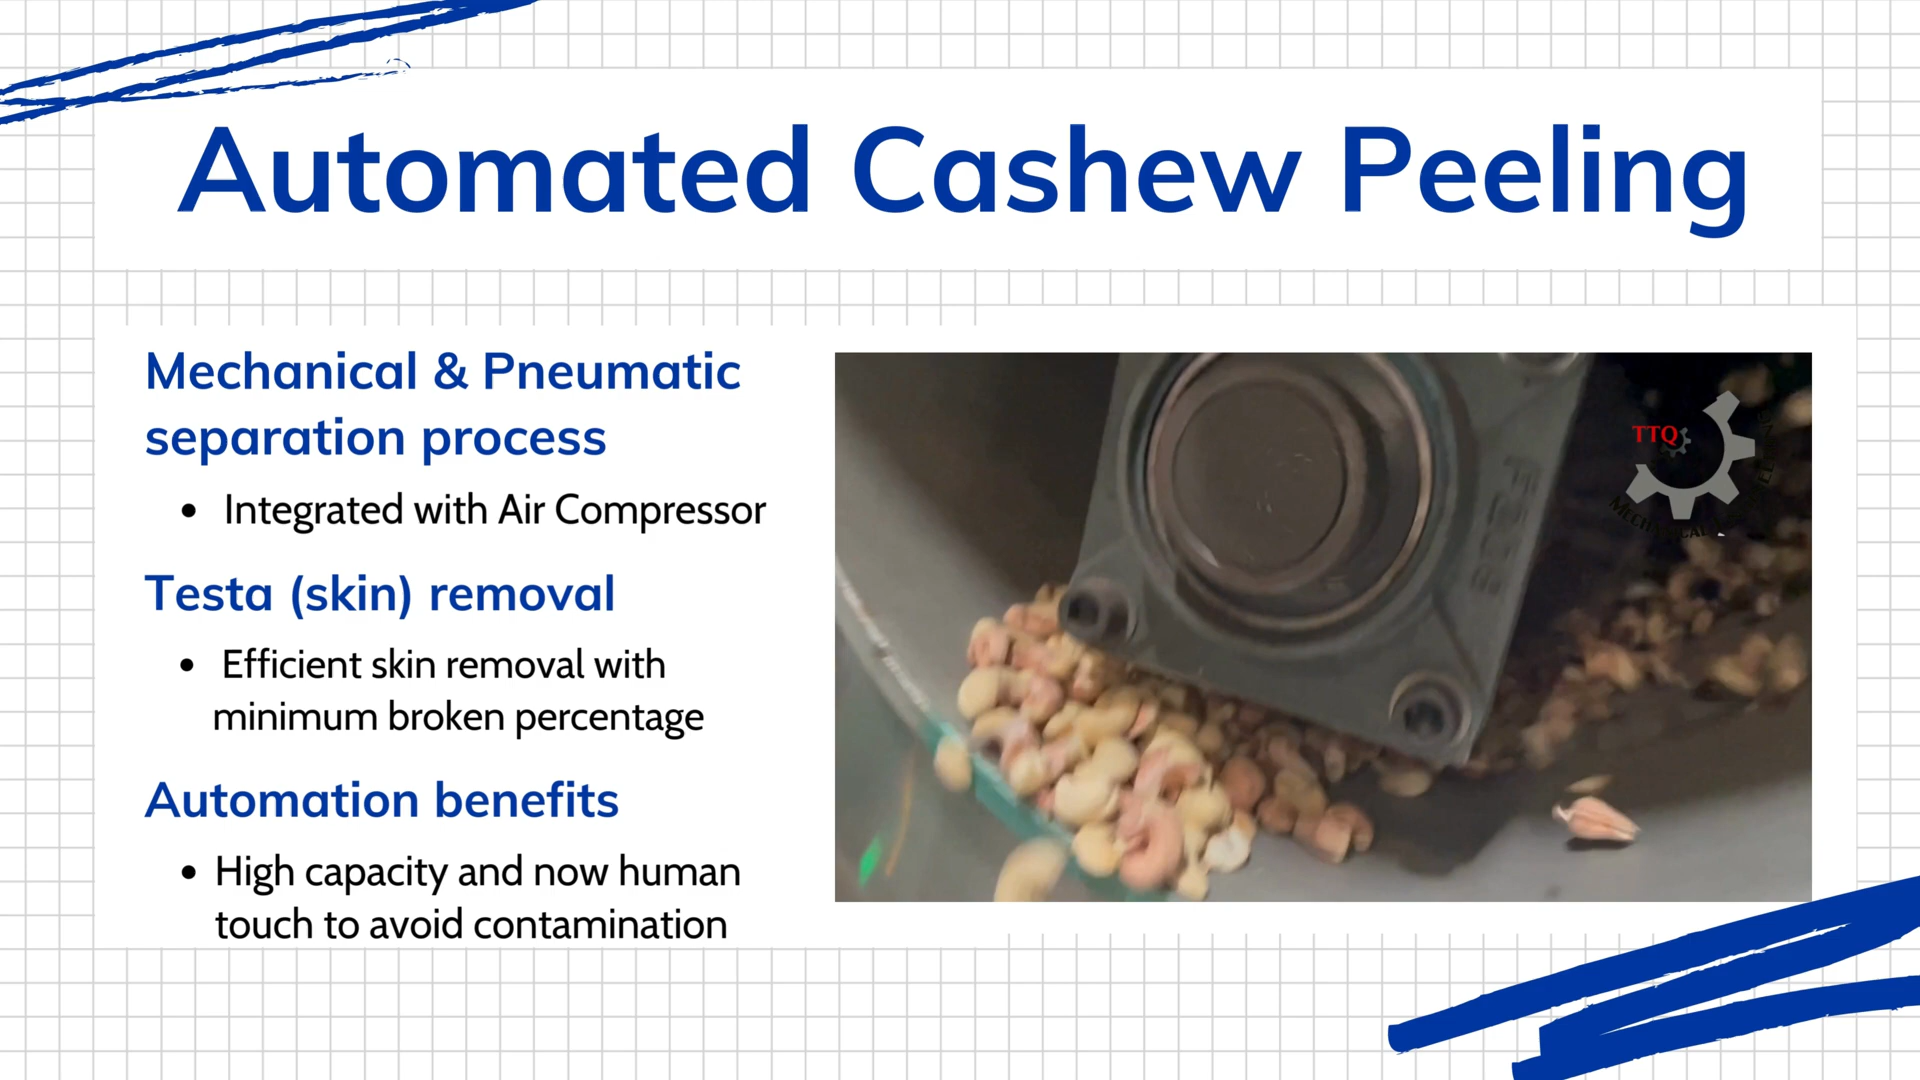 Automated Cashew Peeling
Mechanical & Pneumatic
separation process
• Integrated with Air Compressor
Testa (skin) removal
• Efficient skin removal with
minimum broken percentage
Automation benefits
• High capacity and now human
touch to avoid contamination
TTQ